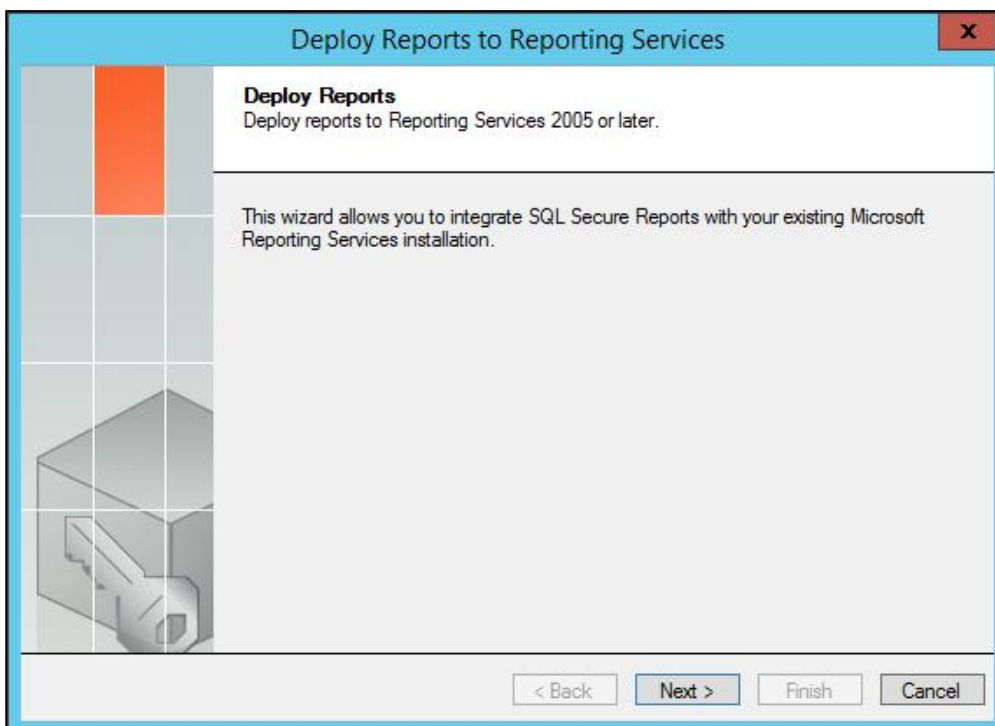 Deploy Reports to Reporting Services
x
Deploy Reports
Deploy reports to Reporting Services 2005 or later.
This wizard allows you to integrate SQL Secure Reports with your existing Microsoft
Reporting Services installation.
< Back
Next >
Finish
Cancel